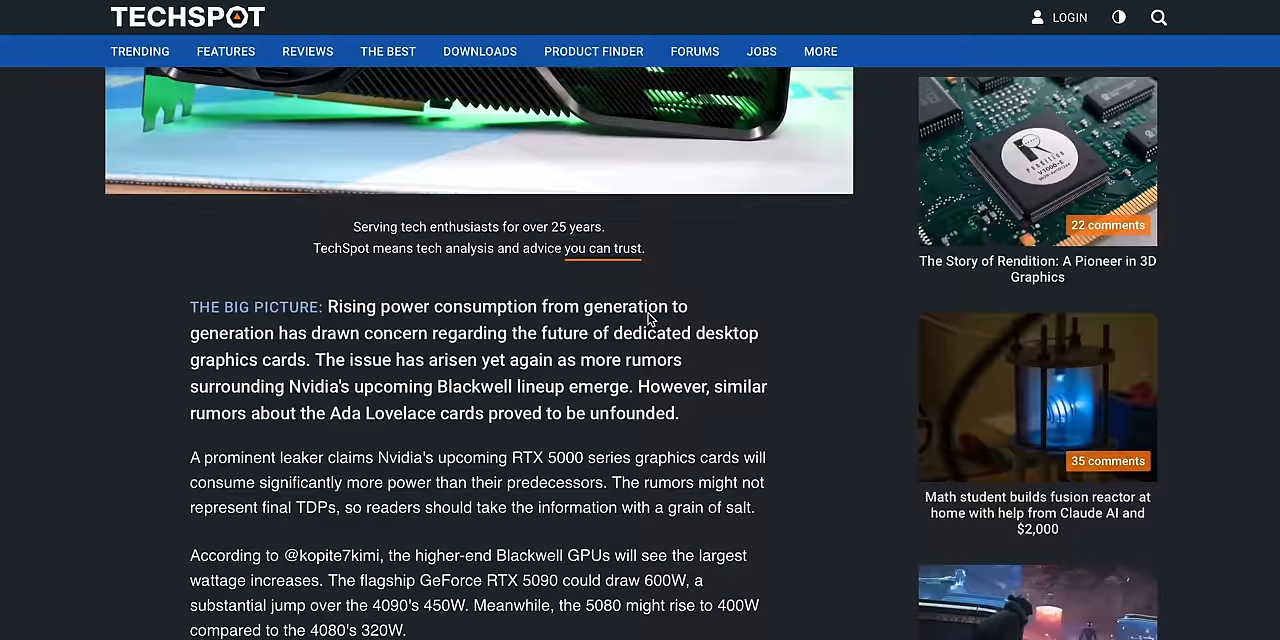 TECHSPOT
LOGIN
TRENDING FEATURES REVIEWS THE BEST DOWNLOADS PRODUCT FINDER FORUMS JOBS MORE
Serving tech enthusiasts for over 25 years.
TechSpot means tech analysis and advice you can trust.
THE BIG PICTURE: Rising power consumption from generation to
generation has drawn concern regarding the future of dedicated desktop
graphics cards. The issue has arisen yet again as more rumors
surrounding Nvidia's upcoming Blackwell lineup emerge. However, similar
rumors about the Ada Lovelace cards proved to be unfounded.
A prominent leaker claims Nvidia's upcoming RTX 5000 series graphics cards will
consume significantly more power than their predecessors. The rumors might not
represent final TDPs, so readers should take the information with a grain of salt.
According to @kopite7kimi, the higher-end Blackwell GPUs will see the largest
wattage increases. The flagship GeForce RTX 5090 could draw 600W, a
substantial jump over the 4090's 450W. Meanwhile, the 5080 might rise to 400W
compared to the 4080's 320W.
R
rendition
V1000-E
22 comments
The Story of Rendition: A Pioneer in 3D
Graphics
35 comments
Math student builds fusion reactor at
home with help from Claude AI and
$2,000